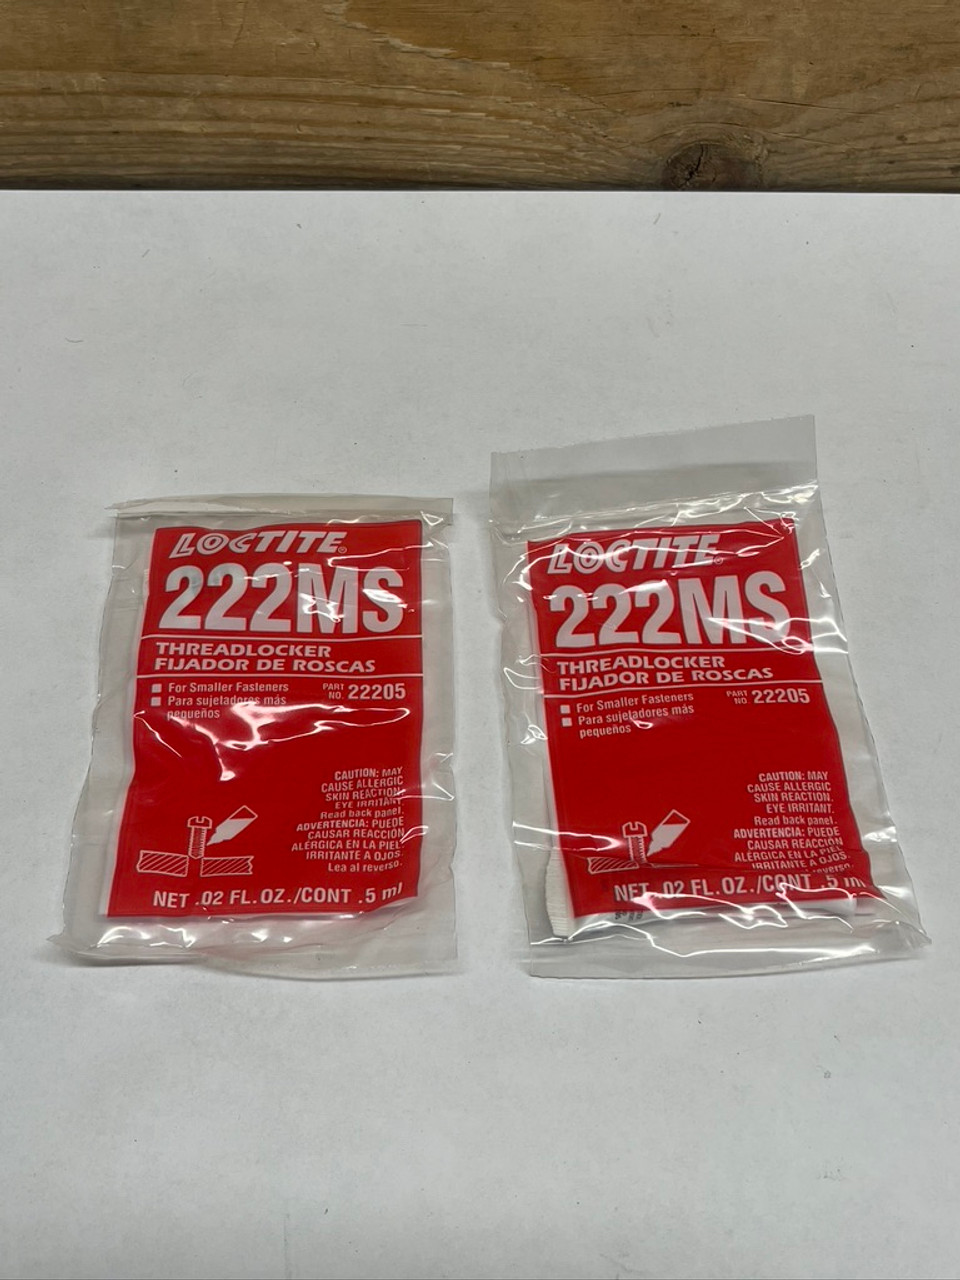 LOCTITE®
222MS
THREADLOCKER
FIJADOR DE ROSCAS
For Smaller Fasteners
Para sujetadores más
pequeños
PART
NO. 22205
CAUTION: MAY
CAUSE ALLERGIC
SKIN REACTION,
EYE IRRITANT.
Read back panel.
ADVERTENCIA: PUEDE
CAUSAR REACCIÓN
ALÉRGICA EN LA PIEL,
IRRITANTE A OJOS.
Lea al reverso.
NET .02 FL. OZ./CONT .5 ml
LOCTITE®
222MS
THREADLOCKER
FIJADOR DE ROSCAS
For Smaller Fasteners
Para sujetadores más
pequeños
PART
NO. 22205
CAUTION: MAY
CAUSE ALLERGIC
SKIN REACTION,
EYE IRRITANT.
Read back panel.
ADVERTENCIA: PUEDE
CAUSAR REACCIÓN
ALÉRGICA EN LA PIEL,
IRRITANTE A OJOS.
reverso.
NET .02 FL. OZ./CONT .5 ml